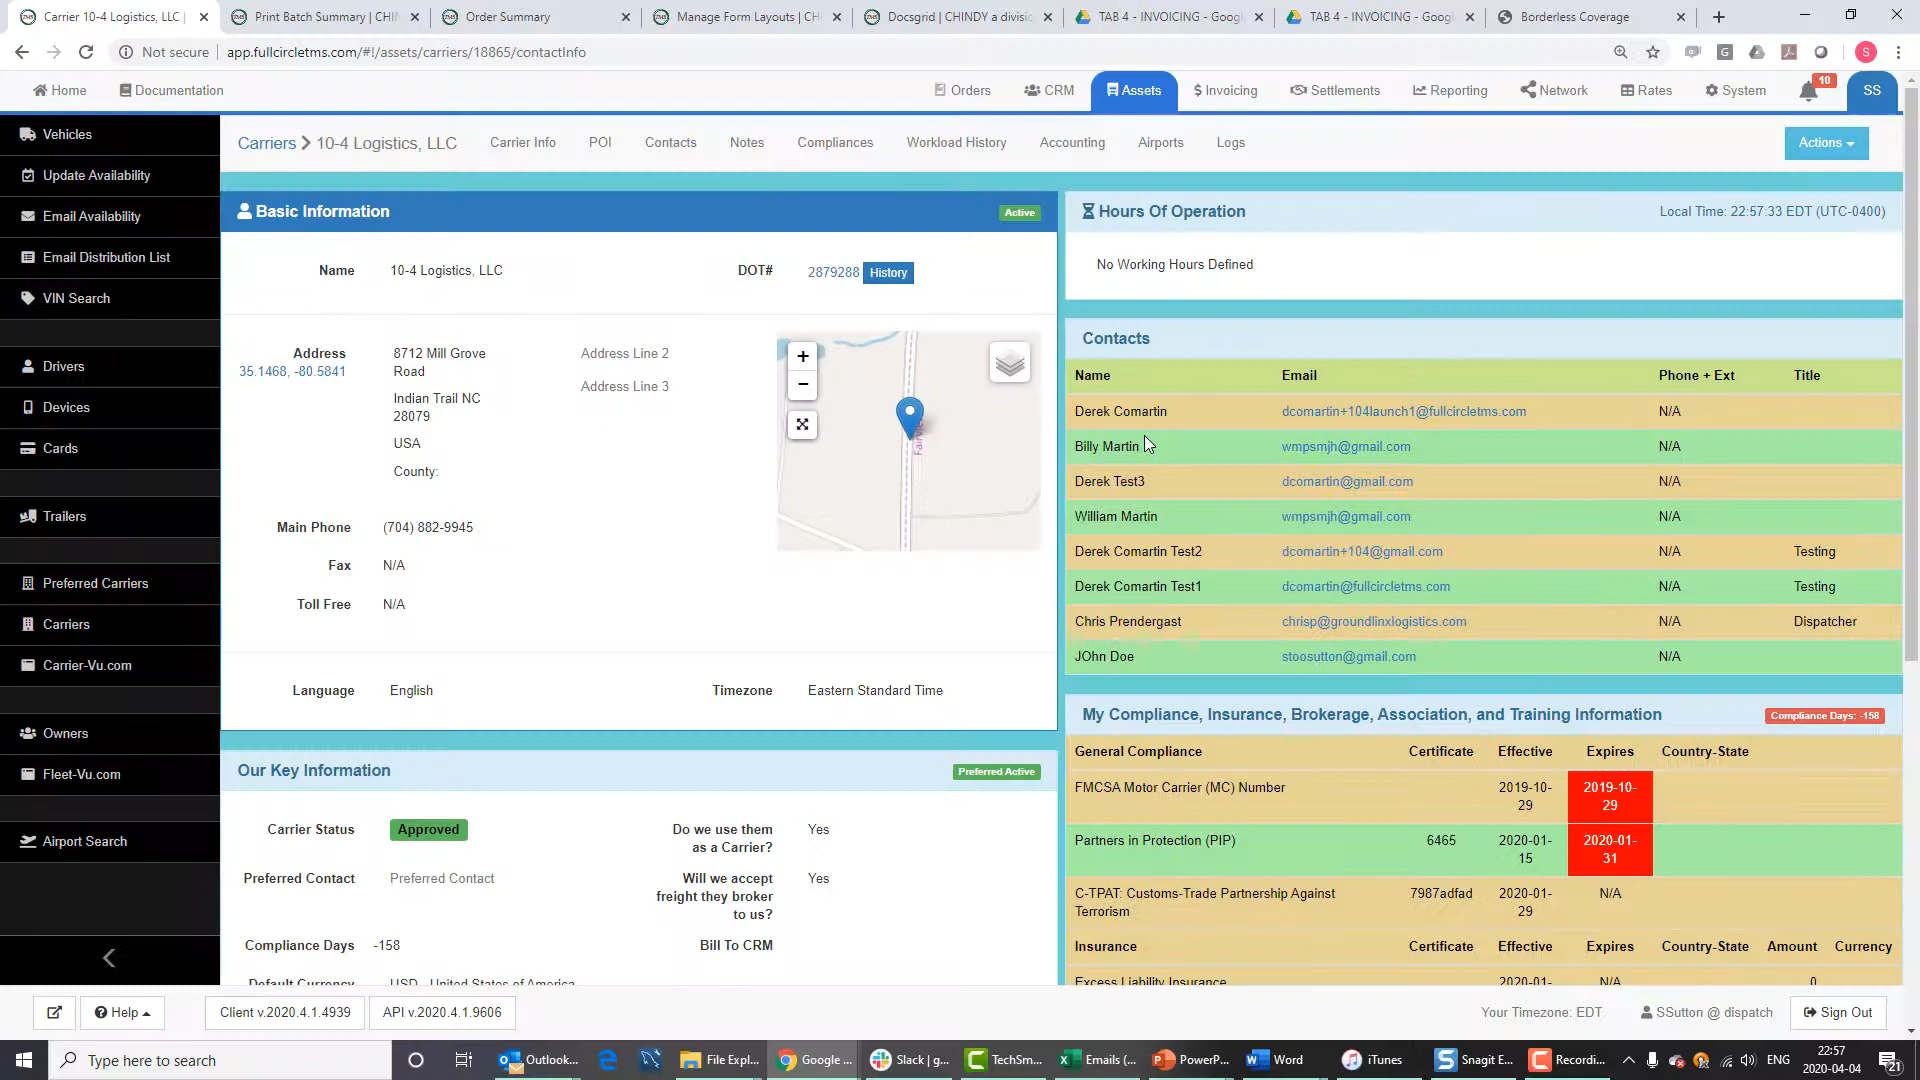 Carrier 10-4 Logistics, LLC |
Print Batch Summary | CHIN
Order Summary
Manage Form Layouts | CH
Docsgrid | CHINDY a divisi
TAB 4 - INVOICING - Goog
TAB 4 - INVOICING - Goog
Borderless Coverage
Not secure
app.fullcircletms.com/#!/assets/carriers/18865/contactInfo
S
Home
Documentation
Orders
CRM
Assets
$ Invoicing
Settlements
Reporting
Network
Rates
System
10
SS
Vehicles
Update Availability
Email Availability
Email Distribution List
VIN Search
Drivers
Devices
Cards
Trailers
Preferred Carriers
Carriers
Carrier-Vu.com
Owners
Fleet-Vu.com
Airport Search
Carriers > 10-4 Logistics, LLC
Carrier Info
POI
Contacts
Notes
Compliances
Workload History
Accounting
Airports
Logs
Actions
Basic Information
Active
Name 10-4 Logistics, LLC
DOT# 2879288 History
Address
35.1468, -80.5841
8712 Mill Grove
Road
Indian Trail NC
28079
USA
County:
Address Line 2
Address Line 3
+
−
Main Phone (704) 882-9945
Fax N/A
Toll Free N/A
Language English
Timezone Eastern Standard Time
Our Key Information
Preferred Active
Carrier Status Approved
Do we use them
as a Carrier?
Yes
Preferred Contact Preferred Contact
Will we accept
freight they broker
to us?
Yes
Compliance Days -158
Bill To CRM
Default Currency USD - United States of America
Hours Of Operation
Local Time: 22:57:33 EDT (UTC-0400)
No Working Hours Defined
Contacts
Name Email Phone + Ext Title
Derek Comartin dcomartin+104launch1@fullcircletms.com N/A
Billy Martin wmpsmjh@gmail.com N/A
Derek Test3 dcomartin@gmail.com N/A
William Martin wmpsmjh@gmail.com N/A
Derek Comartin Test2 dcomartin+104@gmail.com N/A Testing
Derek Comartin Test1 dcomartin@fullcircletms.com N/A Testing
Chris Prendergast chrisp@groundlinxlogistics.com N/A Dispatcher
JOhn Doe stoosutton@gmail.com N/A
My Compliance, Insurance, Brokerage, Association, and Training Information
Compliance Days: -158
General Compliance Certificate Effective Expires Country-State
FMCSA Motor Carrier (MC) Number
2019-10-
29
2019-10-
29
Partners in Protection (PIP) 6465
2020-01-
15
2020-01-
31
C-TPAT: Customs-Trade Partnership Against
Terrorism
7987adfad
2020-01-
29
N/A
Insurance Certificate Effective Expires Country-State Amount Currency
Excess Liability Insurance 2020-01- N/A 0
Help
Client v.2020.4.1.4939
API v.2020.4.1.9606
Your Timezone: EDT
SSutton @ dispatch
Sign Out
Type here to search
Outlook...
File Expl...
Google ...
Slack | g...
TechSm...
Emails (...
PowerP...
Word
iTunes
Snagit E...
Recordi...
ENG
22:57
2020-04-04
21